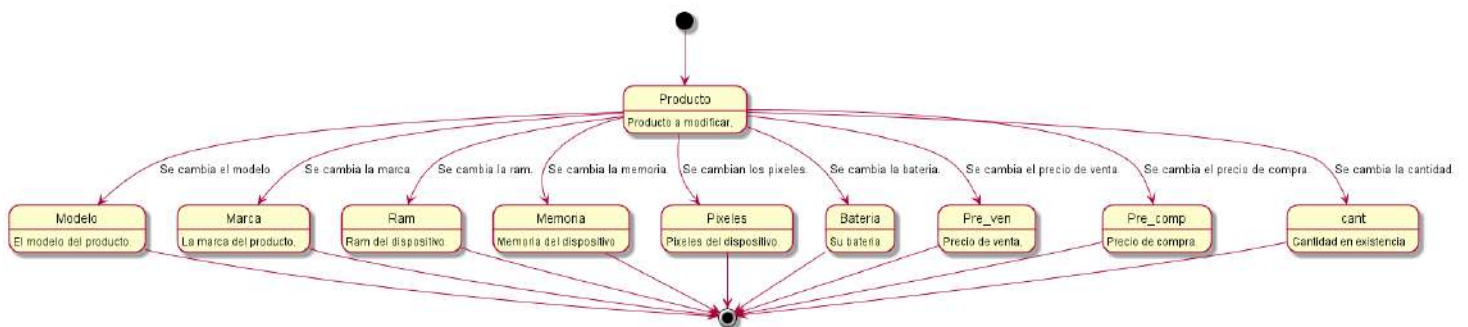 Producto
Producto a modificar.
Se cambia el modelo
Se cambia la marca.
Se cambia la ram.
Se cambia la memoria.
Se cambian los pixeles.
Se cambia la bateria.
Se cambia el precio de venta
Se cambia el precio de compra.
Se cambia la cantidad
Modelo
El modelo del producto.
Marca
La marca del producto.
Ram
Ram del dispositivo
Memoria
Memoria del dispositivo
Pixeles
Pixeles del dispositivo.
Bateria
Su bateria
Pre_ven
Precio de venta.
Pre_comp
Precio de compra.
cant
Cantidad en existencia